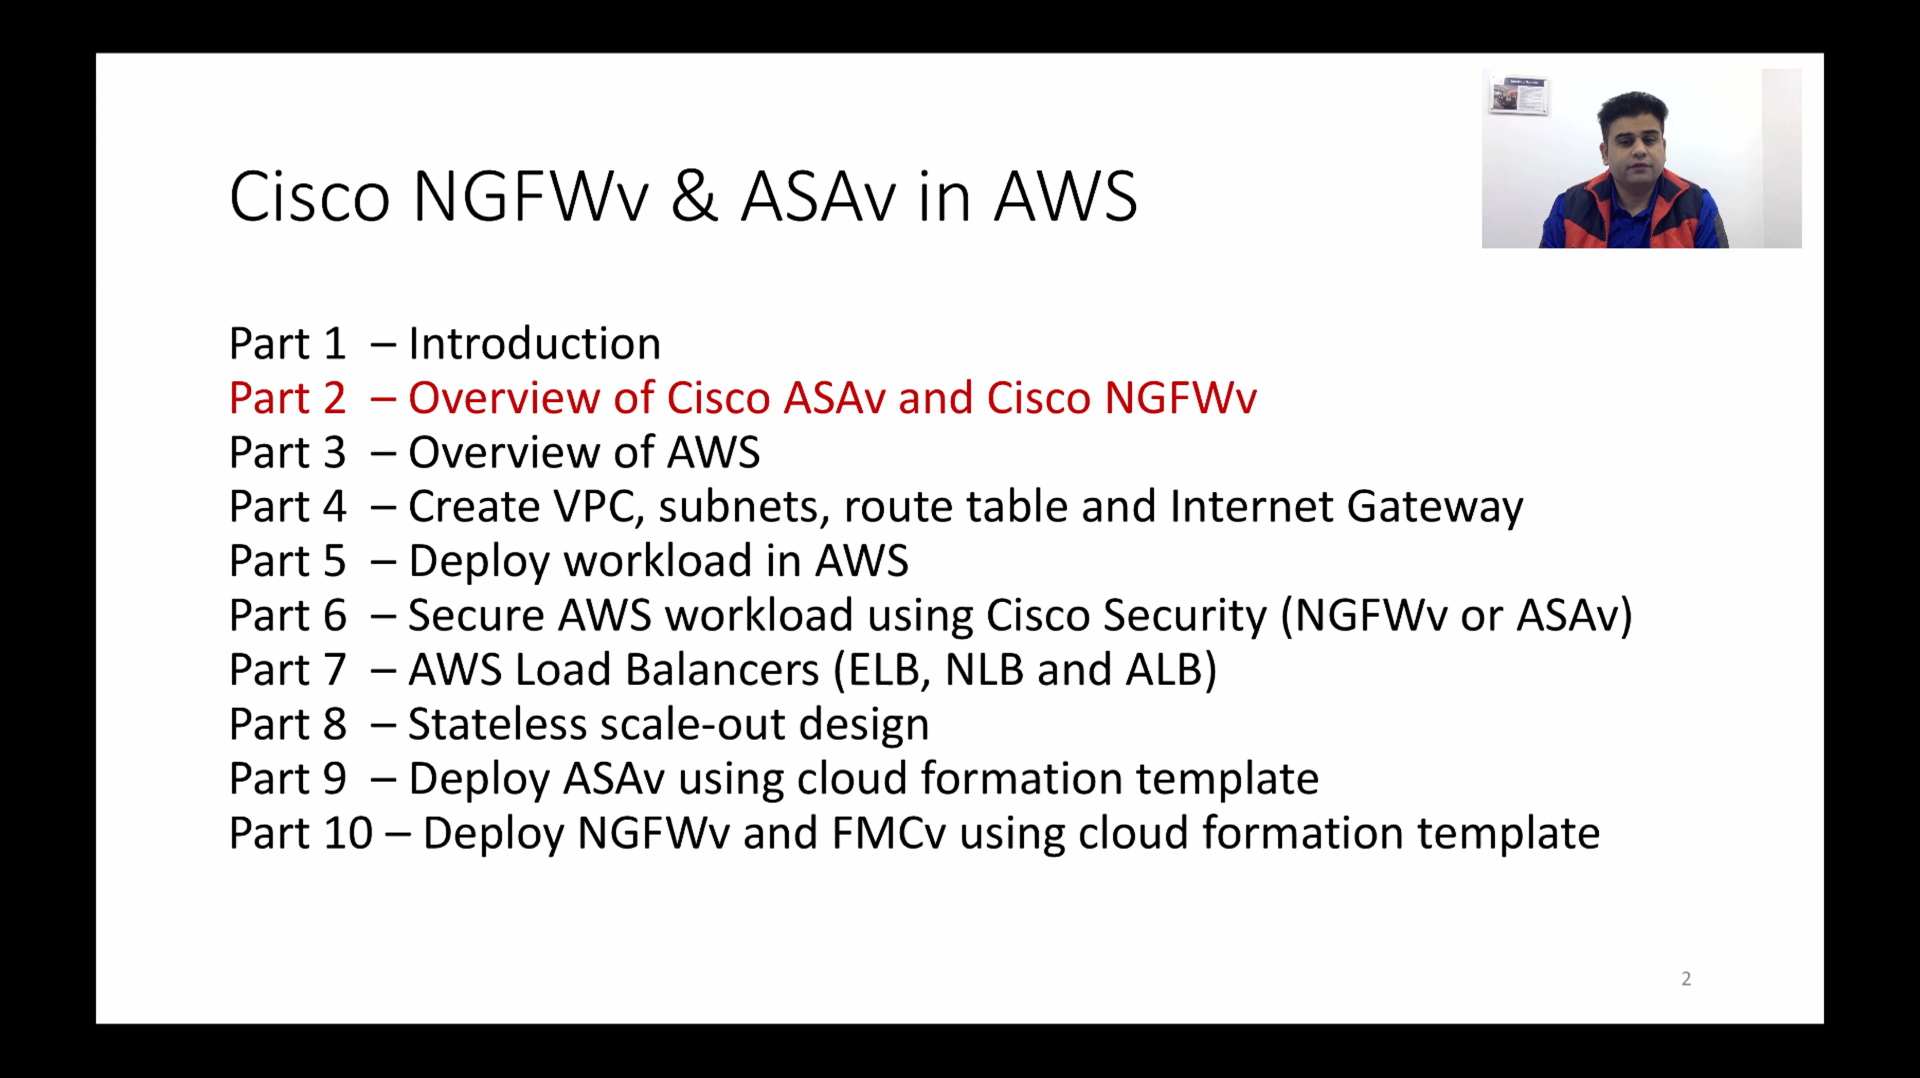 Cisco NGFWv & ASAv in AWS
Part 1 – Introduction
Part 2 – Overview of Cisco ASAv and Cisco NGFWv
Part 3 – Overview of AWS
Part 4 – Create VPC, subnets, route table and Internet Gateway
Part 5 – Deploy workload in AWS
Part 6 – Secure AWS workload using Cisco Security (NGFWv or ASAv)
Part 7 – AWS Load Balancers (ELB, NLB and ALB)
Part 8 – Stateless scale-out design
Part 9 – Deploy ASAv using cloud formation template
Part 10 – Deploy NGFWv and FMCv using cloud formation template
2